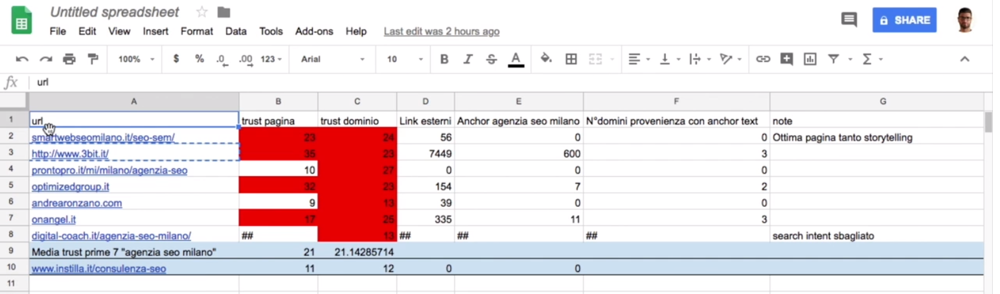 Untitled spreadsheet
File Edit View Insert Format Data Tools Add-ons Help Last edit was 2 hours ago
SHARE
100% $ % .0 .00 123 Arial 10 B I S A Σ
fx url
A B C D E F G
1 url trust pagina trust dominio Link esterni Anchor agenzia seo milano N°domini provenienza con anchor text note
2 smartwebseomilano.it/seo-sem/ 23 24 56 0 0 Ottima pagina tanto storytelling
3 http://www.3bit.it/ 35 23 7449 600 3
4 prontopro.it/mi/milano/agenzia-seo 10 27 0 0 0
5 optimizedgroup.it 32 23 154 7 2
6 andrearonzano.com 9 13 39 0 0
7 onangel.it 17 25 335 11 3
8 digital-coach.it/agenzia-seo-milano/ ## 13 ## ## ## search intent sbagliato
9 Media trust prime 7 "agenzia seo milano" 21 21.14285714
10 www.instilla.it/consulenza-seo 11 12 0 0
11